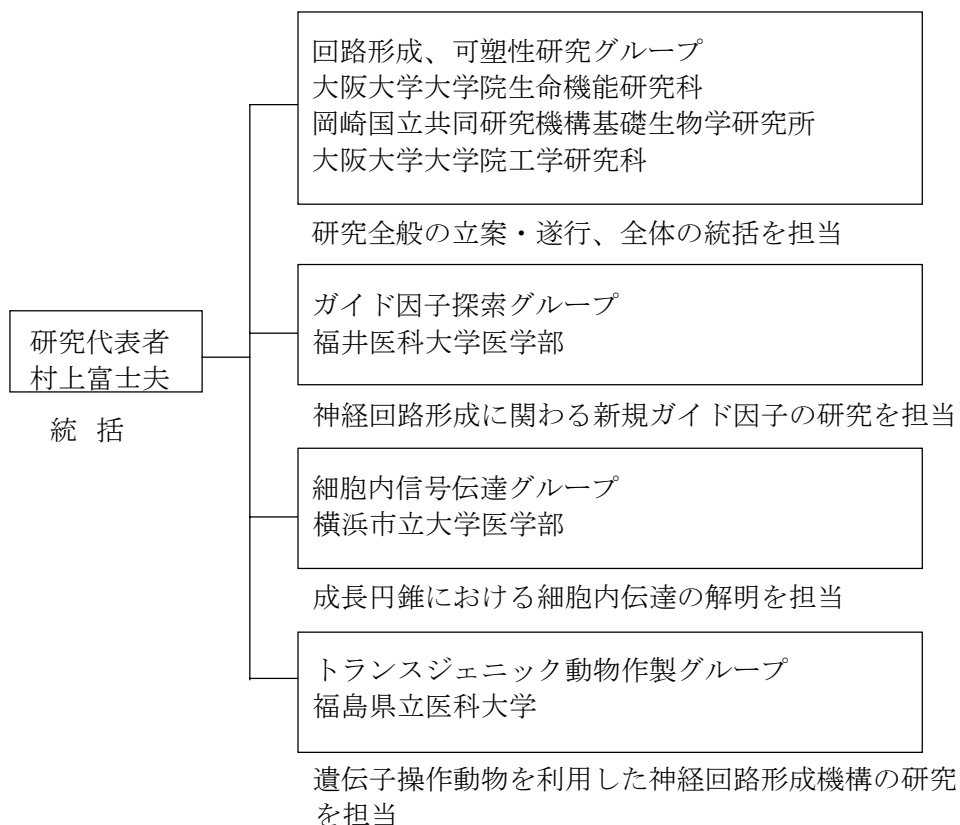 回路形成、可塑性研究グループ
大阪大学大学院生命機能研究科
岡崎国立共同研究機構基礎生物学研究所
大阪大学大学院工学研究科
研究全般の立案・遂行、全体の統括を担当
ガイド因子探索グループ
福井医科大学医学部
神経回路形成に関わる新規ガイド因子の研究を担当
研究代表者
村上富士夫
統 括
細胞内信号伝達グループ
横浜市立大学医学部
成長円錐における細胞内伝達の解明を担当
トランスジェニック動物作製グループ
福島県立医科大学
遺伝子操作動物を利用した神経回路形成機構の研究
を担当